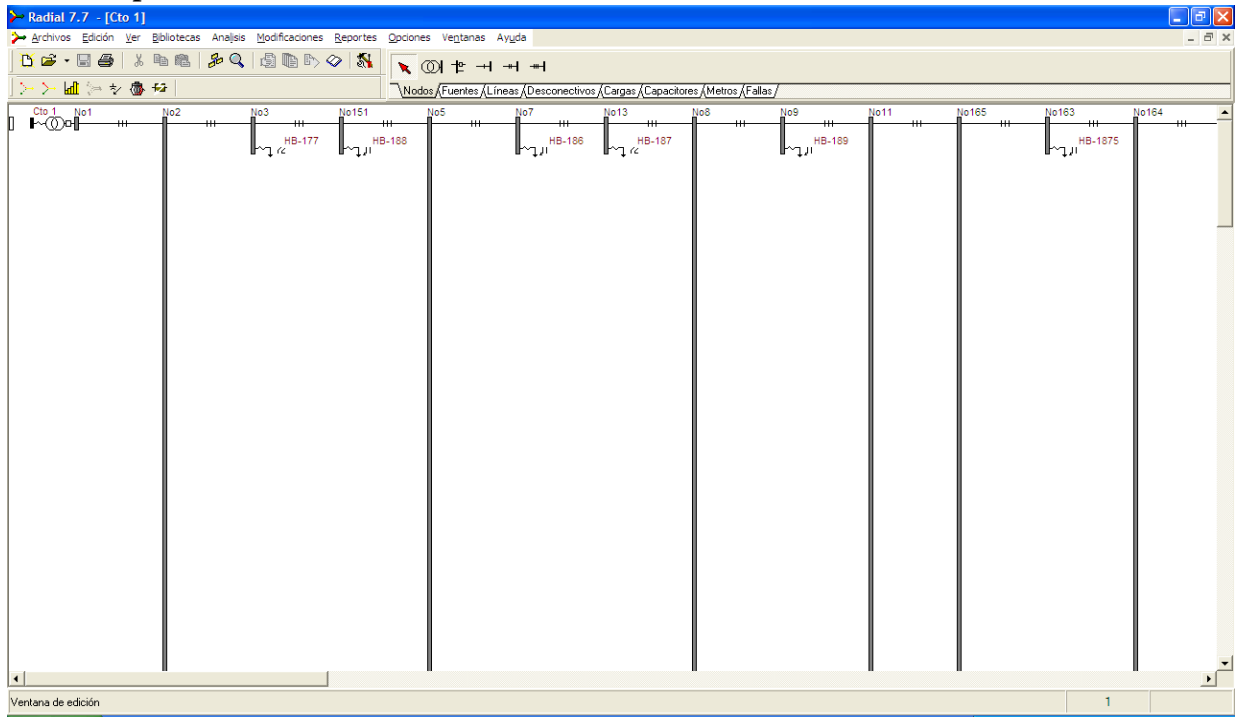 Radial 7.7 - [Cto 1]
Archivos Edición Ver Bibliotecas Analisis Modificaciones Reportes Opciones Ventanas Ayuda
Nodos Fuentes Líneas Desconectivos Cargas Capacitores Metros Fallas
Cto 1 No1 No2 No3 No151 No5 No7 No13 No8 No9 No11 No165 No163 No164
HB-177 HB-188 HB-186 HB-187 HB-189 HB-1875
Ventana de edición 1